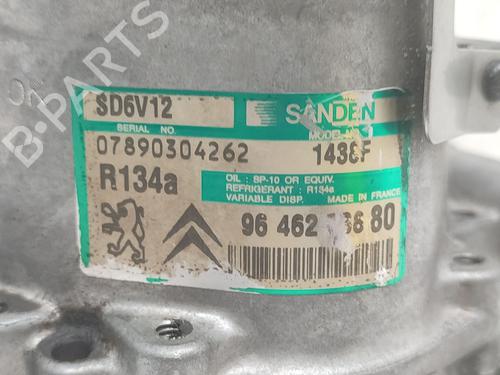 B-PARTS
SD6V12
SANDEN
SERIAL NO.
MODEL NO.
07890304262
1438F
R134a
OIL : SP-10 OR EQUIV.
REFRIGERANT : R134a
VARIABLE DISP. MADE IN FRANCE
96 462 80